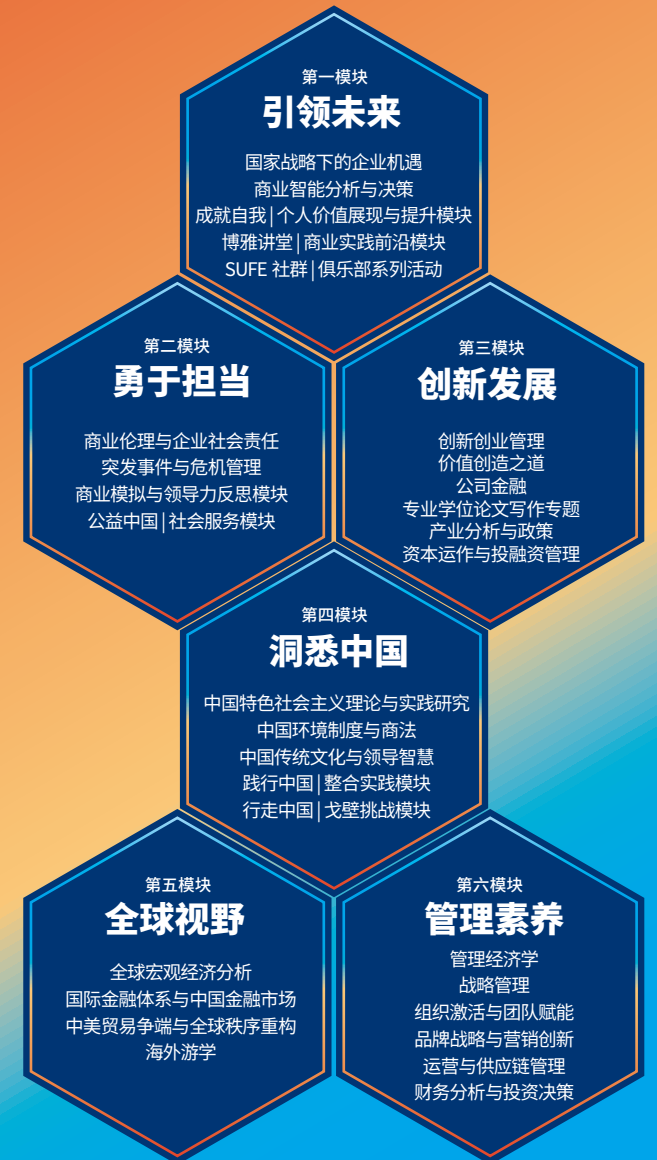 第一模块
引领未来
国家战略下的企业机遇
商业智能分析与决策
成就自我|个人价值展现与提升模块
博雅讲堂|商业实践前沿模块
SUFE 社群|俱乐部系列活动
第二模块
勇于担当
商业伦理与企业社会责任
突发事件与危机管理
商业模拟与领导力反思模块
公益中国|社会服务模块
第三模块
创新发展
创新创业管理
价值创造之道
公司金融
专业学位论文写作专题
产业分析与政策
资本运作与投融资管理
第四模块
洞悉中国
中国特色社会主义理论与实践研究
中国环境制度与商法
中国传统文化与领导智慧
践行中国|整合实践模块
行走中国|戈壁挑战模块
第五模块
全球视野
全球宏观经济分析
国际金融体系与中国金融市场
中美贸易争端与全球秩序重构
海外游学
第六模块
管理素养
管理经济学
战略管理
组织激活与团队赋能
品牌战略与营销创新
运营与供应链管理
财务分析与投资决策